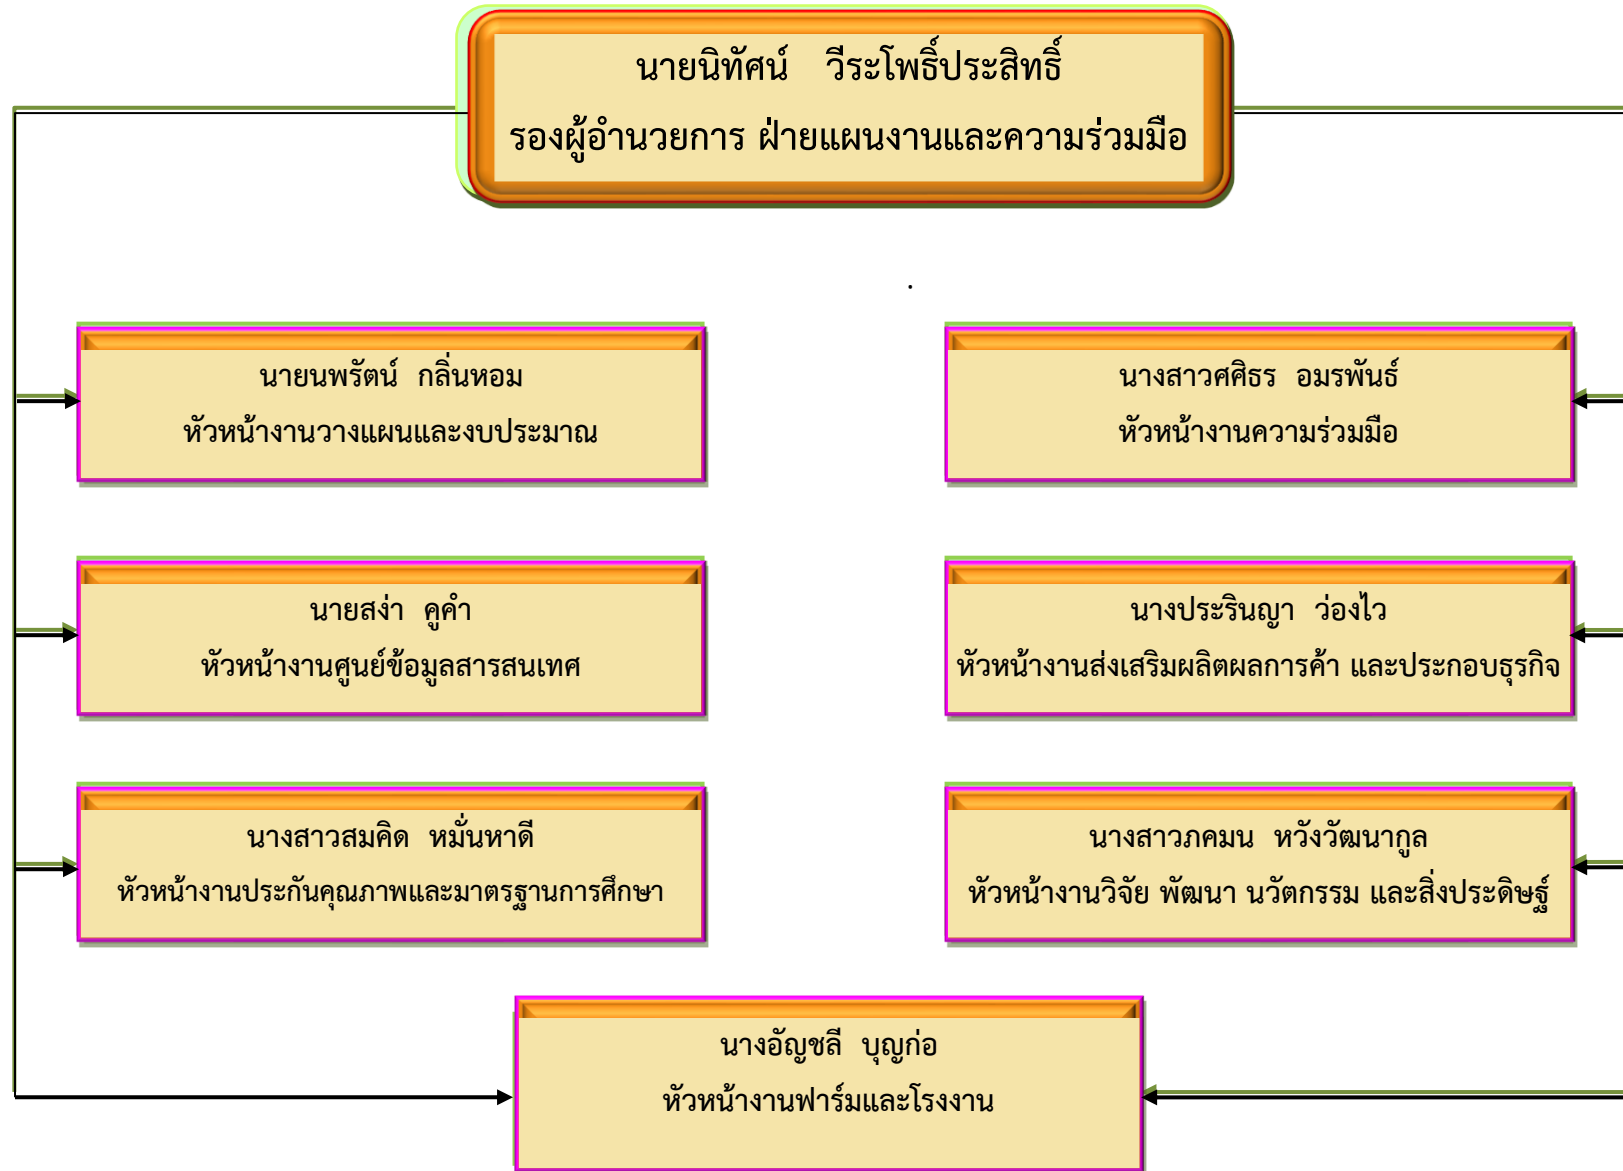 นายนิทัศน์ วีระโพธิ์ประสิทธิ์
รองผู้อำนวยการ ฝ่ายแผนงานและความร่วมมือ
.
นายนพรัตน์ กลิ่นหอม
หัวหน้างานวางแผนและงบประมาณ
นางสาวศศิธร อมรพันธ์
หัวหน้างานความร่วมมือ
นายสง่า คูคำ
หัวหน้างานศูนย์ข้อมูลสารสนเทศ
นางประรินญา ว่องไว
หัวหน้างานส่งเสริมผลิตผลการค้า และประกอบธุรกิจ
นางสาวสมคิด หมั่นหาดี
หัวหน้างานประกันคุณภาพและมาตรฐานการศึกษา
นางสาวภคมน หวังวัฒนากูล
หัวหน้างานวิจัย พัฒนา นวัตกรรม และสิ่งประดิษฐ์
นางอัญชลี บุญก่อ
หัวหน้างานฟาร์มและโรงงาน